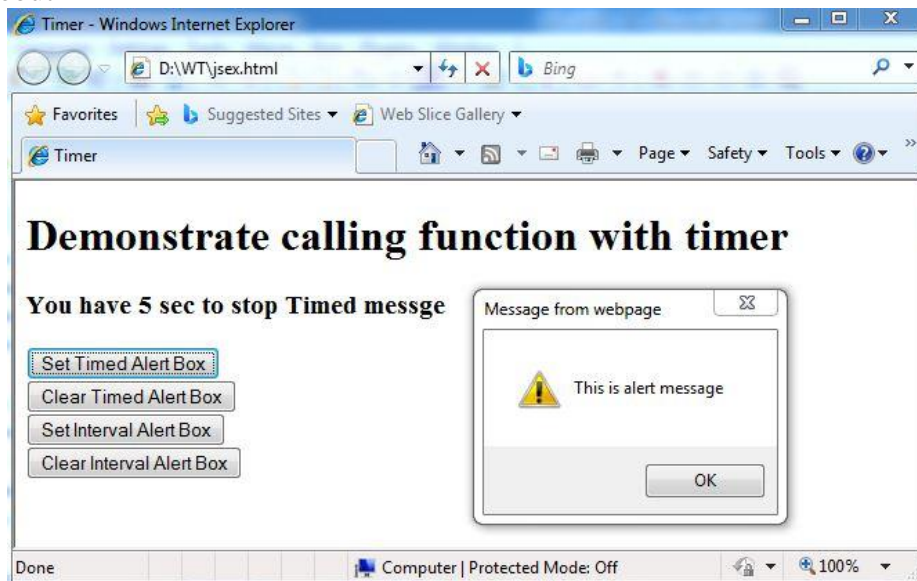 Timer - Windows Internet Explorer
D:\WT\jsex.html
Bing
Favorites
Suggested Sites
Web Slice Gallery
Timer
Page
Safety
Tools
»
Demonstrate calling function with timer
You have 5 sec to stop Timed messge
Set Timed Alert Box
Clear Timed Alert Box
Set Interval Alert Box
Clear Interval Alert Box
Message from webpage
This is alert message
OK
Done
Computer | Protected Mode: Off
100%